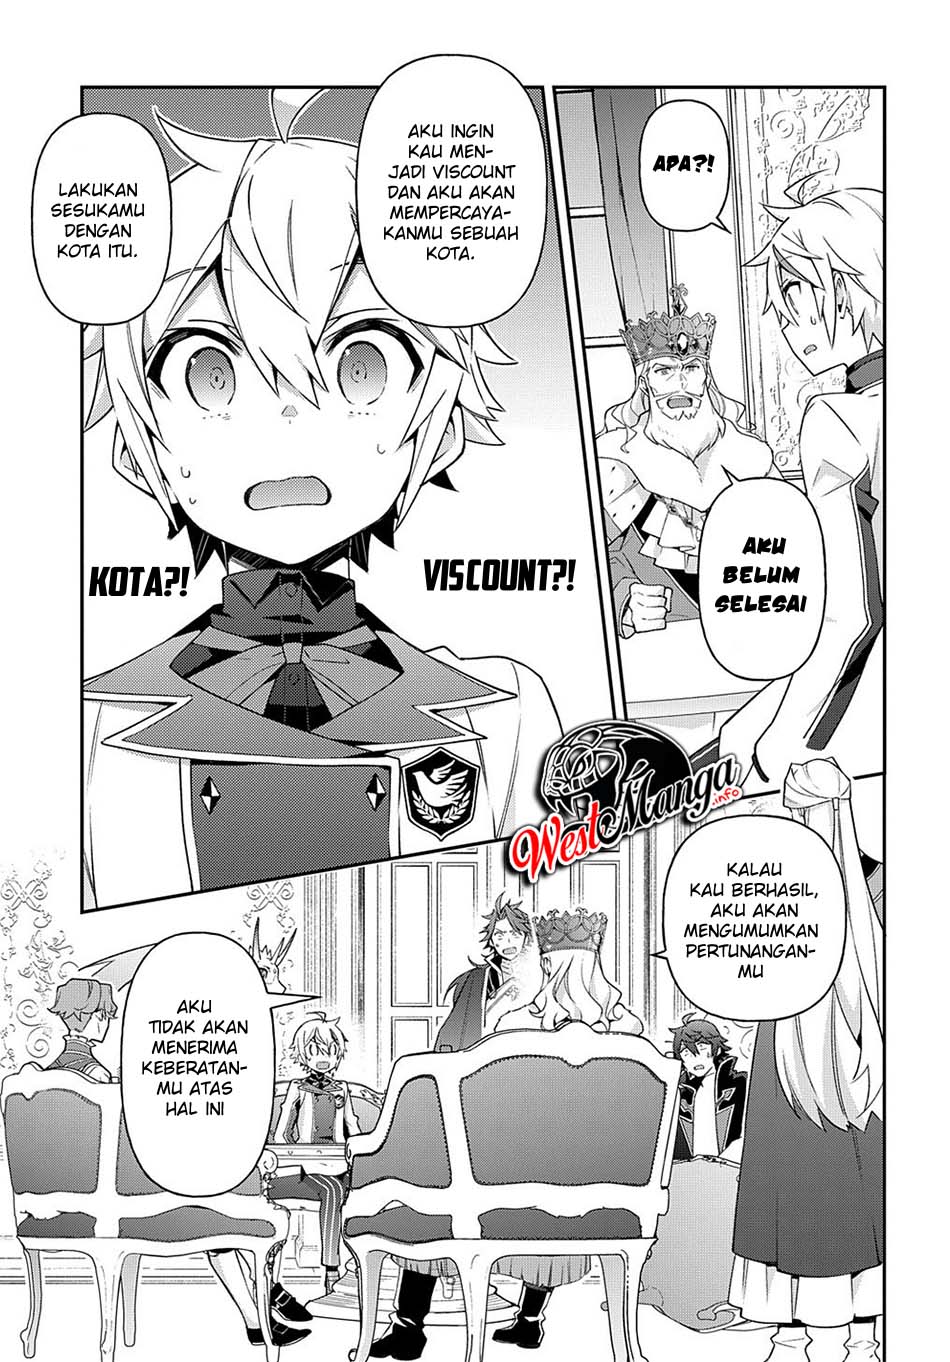 APA?!
AKU
BELUM
SELESAI
AKU INGIN
KAU MEN-
JADI VISCOUNT
DAN AKU AKAN
MEMPERCAYA-
KANMU SEBUAH
KOTA.
LAKUKAN
SESUKAMU
DENGAN
KOTA ITU.
VISCOUNT?!
KOTA?!
WestManga
.info
KALAU
KAU BERHASIL,
AKU AKAN
MENGUMUMKAN
PERTUNANGAN-
MU
AKU
TIDAK AKAN
MENERIMA
KEBERATAN-
MU ATAS
HAL INI